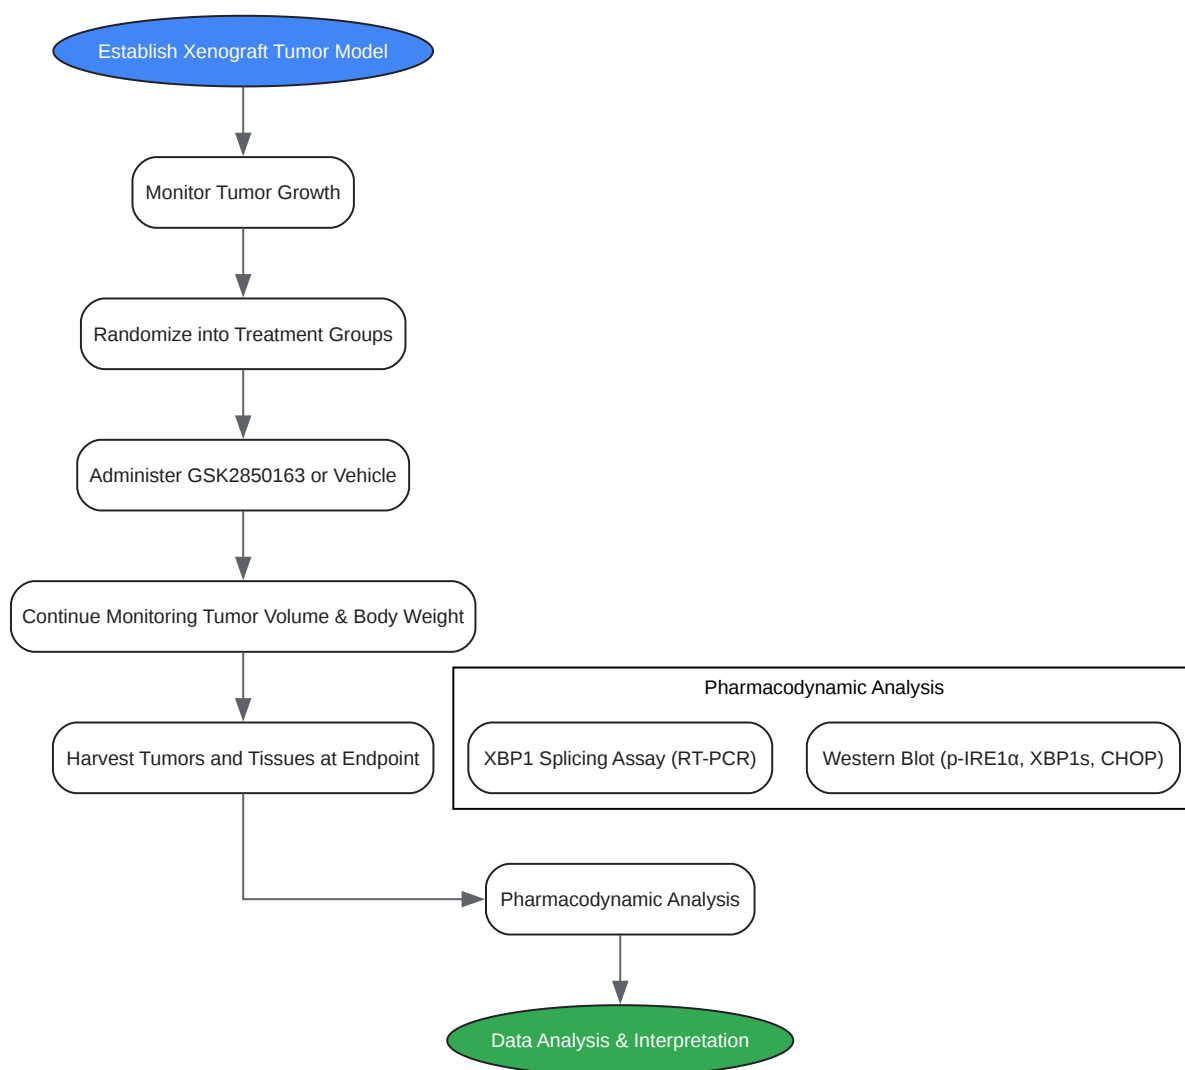 Establish Xenograft Tumor Model
Monitor Tumor Growth
Randomize into Treatment Groups
Administer GSK2850163 or Vehicle
Continue Monitoring Tumor Volume & Body Weight
Harvest Tumors and Tissues at Endpoint
Pharmacodynamic Analysis
XBP1 Splicing Assay (RT-PCR)
Western Blot (p-IRE1α, XBP1s, CHOP)
Pharmacodynamic Analysis
Data Analysis & Interpretation